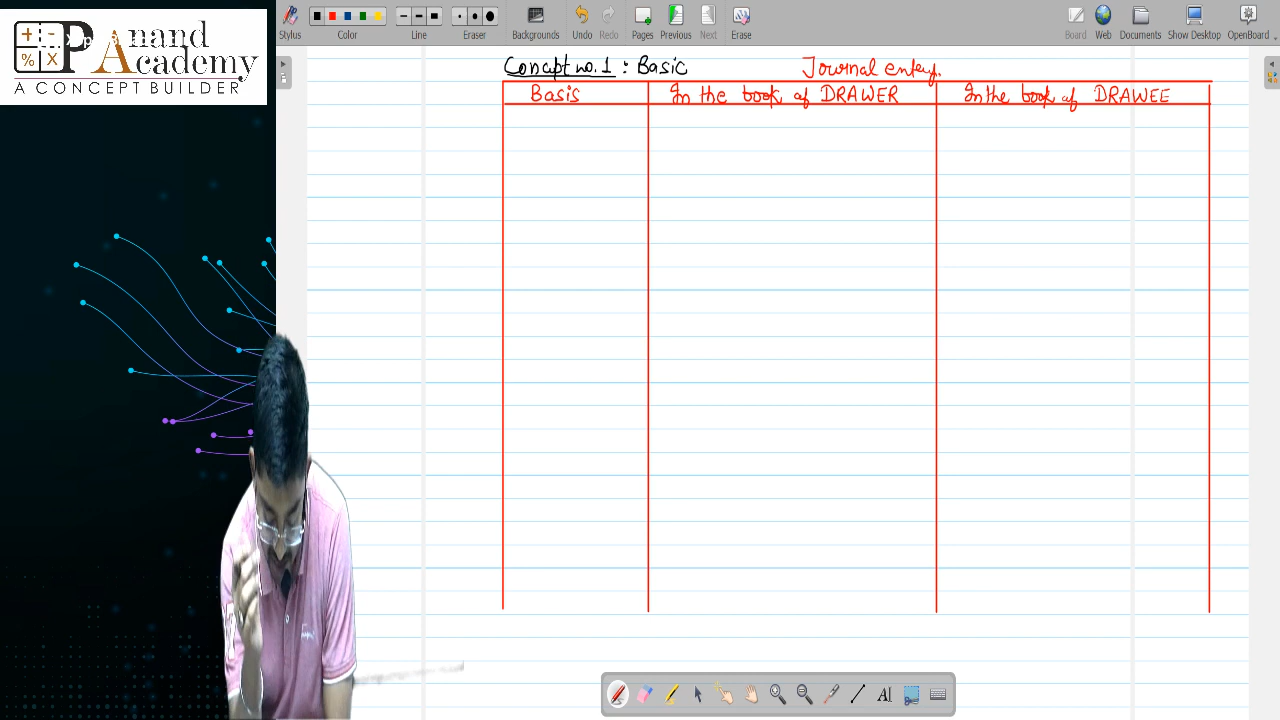 Anand
PAcademy
A CONCEPT BUILDER
Stylus Color Line Eraser Backgrounds Undo Redo Pages Previous Next Erase Board Web Documents Show Desktop OpenBoard
Concept no. 1 : Basic
Journal entry.
Basis In the book of DRAWER In the book of DRAWEE